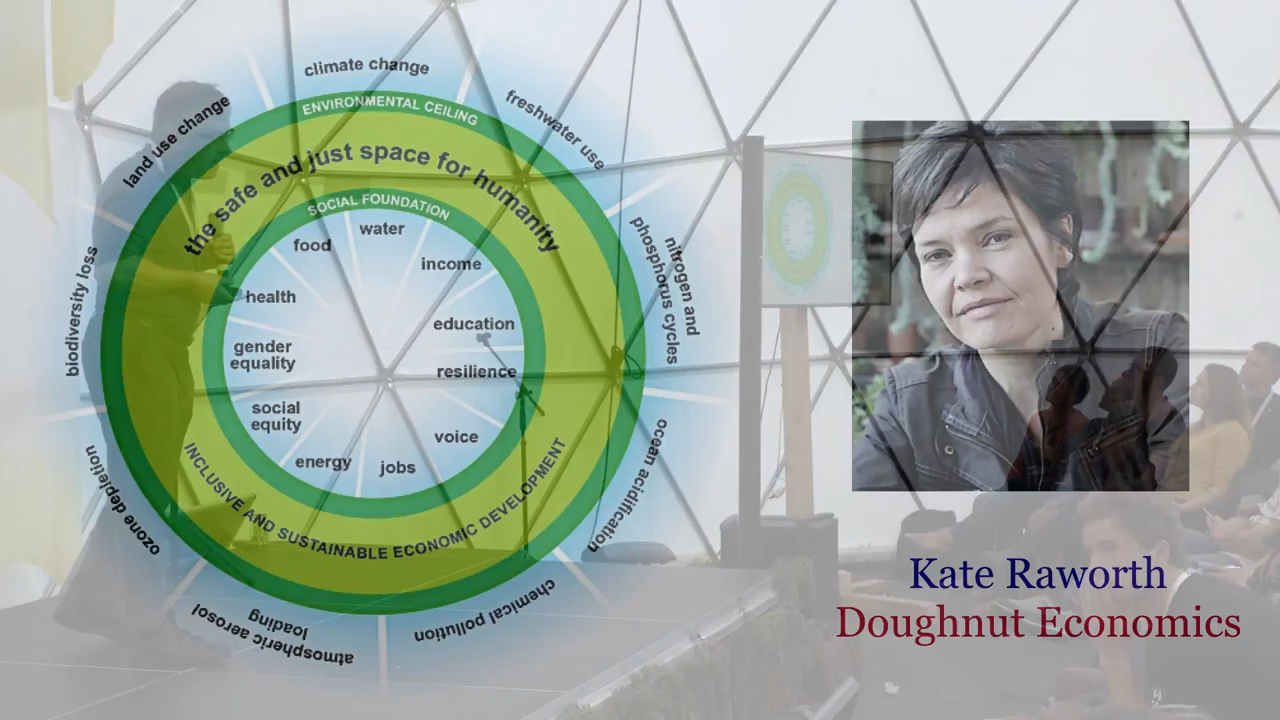 climate change
ENVIRONMENTAL CEILING
land use change
freshwater use
the safe and just space for humanity
SOCIAL FOUNDATION
water
food
income
health
education
gender
equality
resilience
social
equity
voice
energy
jobs
biodiversity loss
nitrogen and
phosphorus cycles
INCLUSIVE AND SUSTAINABLE ECONOMIC DEVELOPMENT
ozone depletion
ocean acidification
atmospheric aerosol
loading
chemical pollution
Kate Raworth
Doughnut Economics